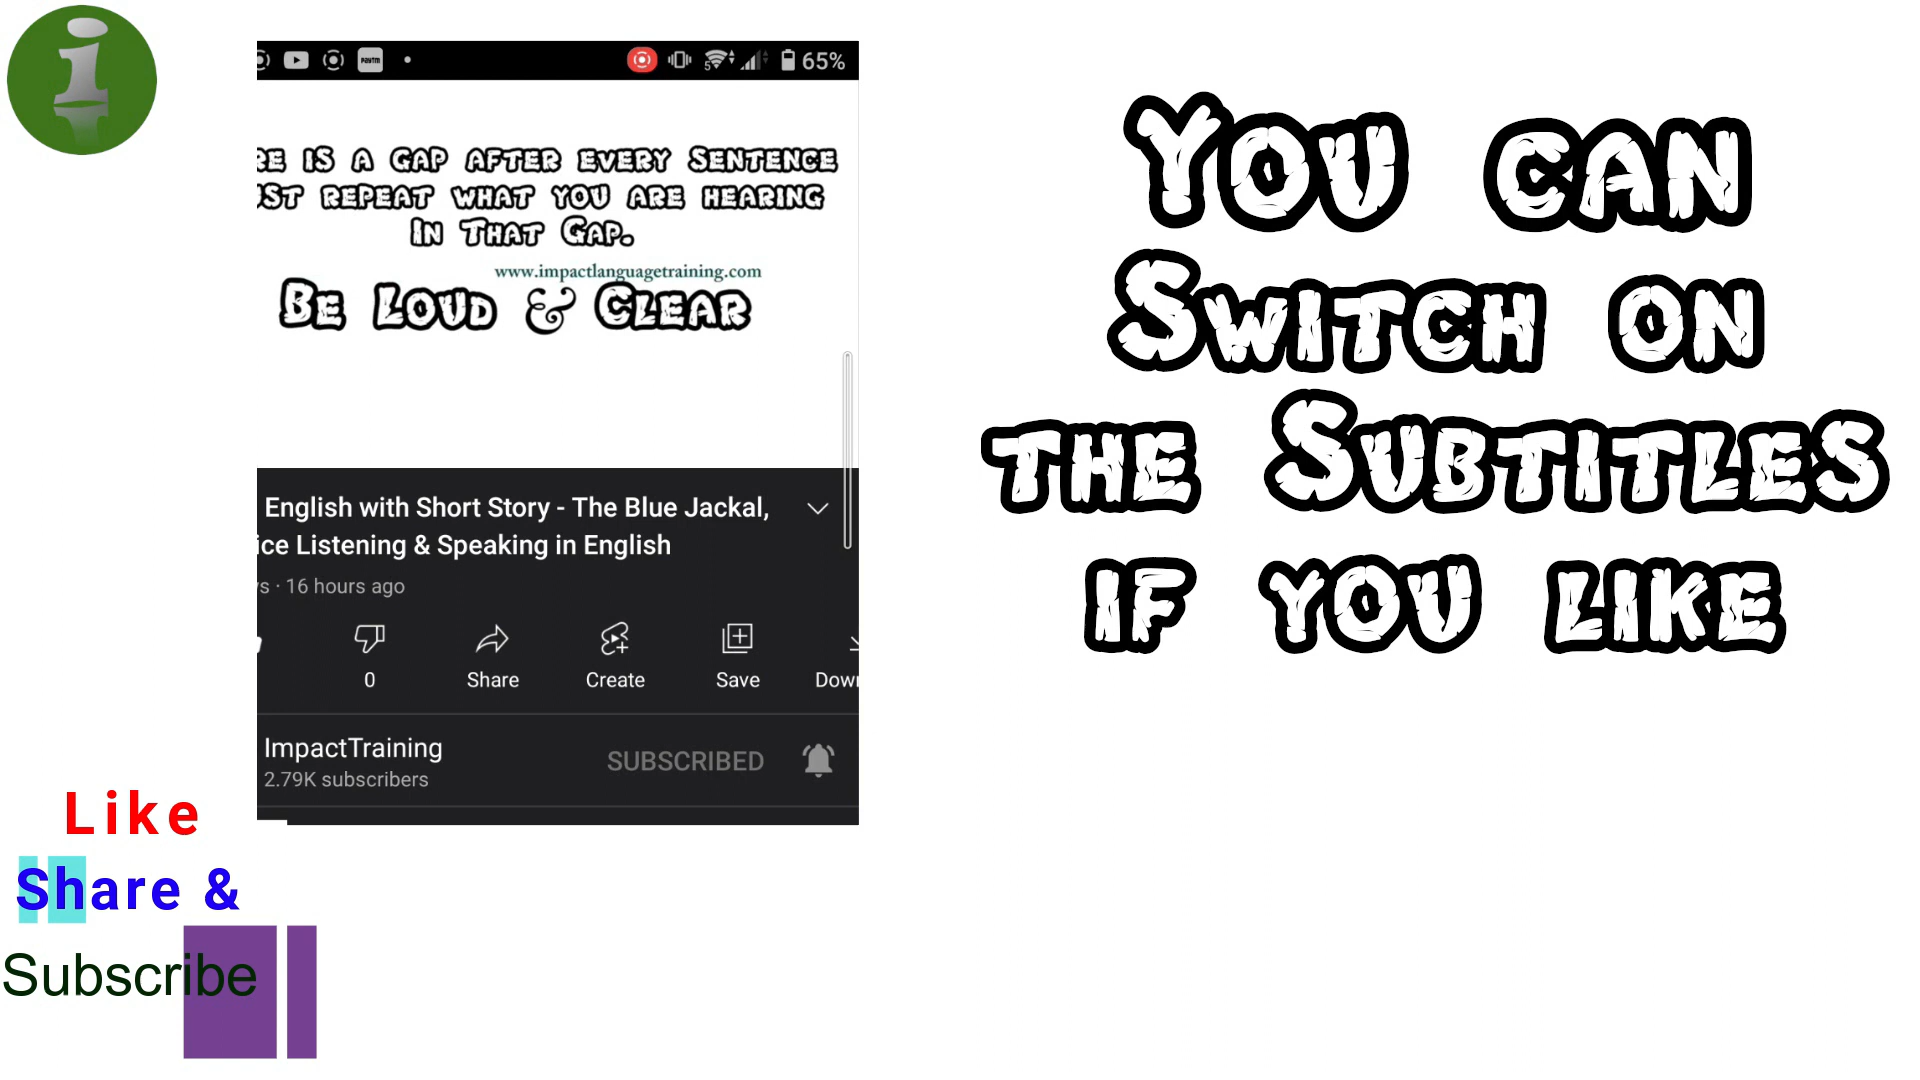 65%
IS A GAP AFTER EVERY SENTENCE
REPEAT WHAT YOU ARE HEARING
IN THAT GAP.
www.impactlanguagetraining.com
BE LOUD & CLEAR
English with Short Story - The Blue Jackal,
Listening & Speaking in English
· 16 hours ago
0 Share Create Save
ImpactTraining
SUBSCRIBED
2.79K subscribers
YOU CAN
SWITCH ON
THE SUBTITLES
IF YOU LIKE
Like
Share &
Subscribe